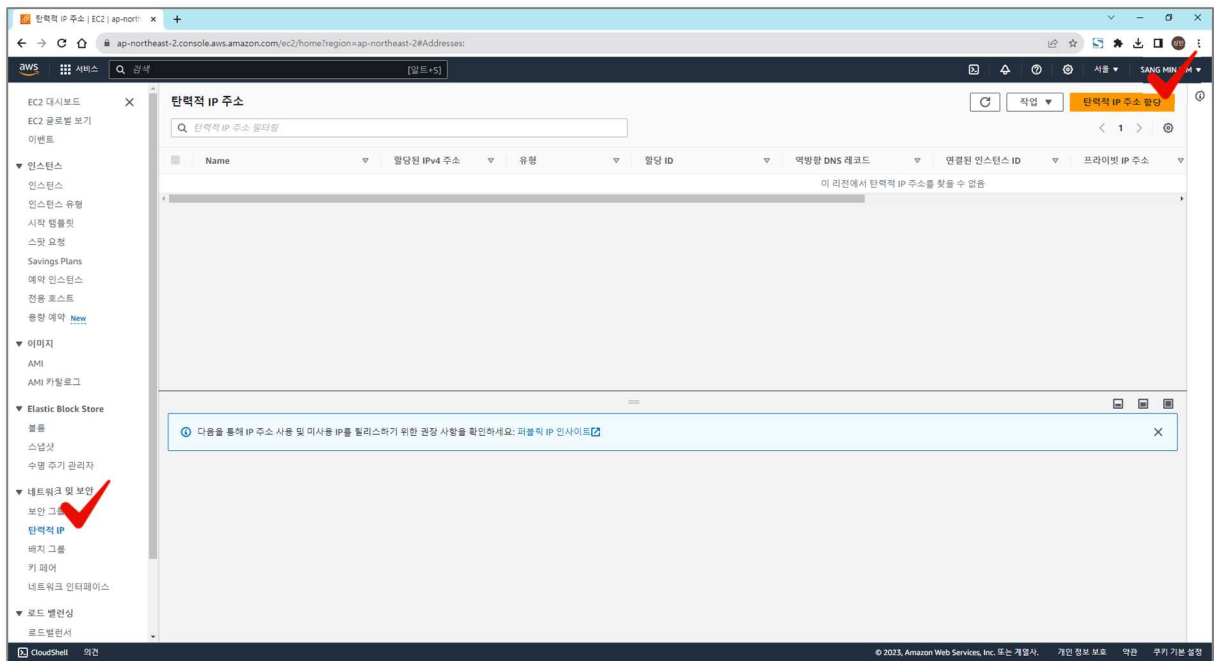 탄력적 IP 주소 | EC2 | ap-north
ap-northeast-2.console.aws.amazon.com/ec2/home?region=ap-northeast-2#Addresses:
aws 서비스 검색 [알트+S] 서울 SANG MIN
EC2 대시보드
EC2 글로벌 보기
이벤트
인스턴스
인스턴스
인스턴스 유형
시작 템플릿
스팟 요청
Savings Plans
예약 인스턴스
전용 호스트
용량 예약 New
이미지
AMI
AMI 카탈로그
Elastic Block Store
볼륨
스냅샷
수명 주기 관리자
네트워크 및 보안
보안 그룹
탄력적 IP
배치 그룹
키 페어
네트워크 인터페이스
로드 밸런싱
로드밸런서
탄력적 IP 주소
작업 탄력적 IP 주소 할당
탄력적 IP 주소 필터링
1
Name 할당된 IPv4 주소 유형 할당 ID 역방향 DNS 레코드 연결된 인스턴스 ID 프라이빗 IP 주소
이 리전에서 탄력적 IP 주소를 찾을 수 없음
다음을 통해 IP 주소 사용 및 미사용 IP를 릴리스하기 위한 권장 사항을 확인하세요: 퍼블릭 IP 인사이트
CloudShell 의견 © 2023, Amazon Web Services, Inc. 또는 계열사. 개인 정보 보호 약관 쿠키 기본 설정